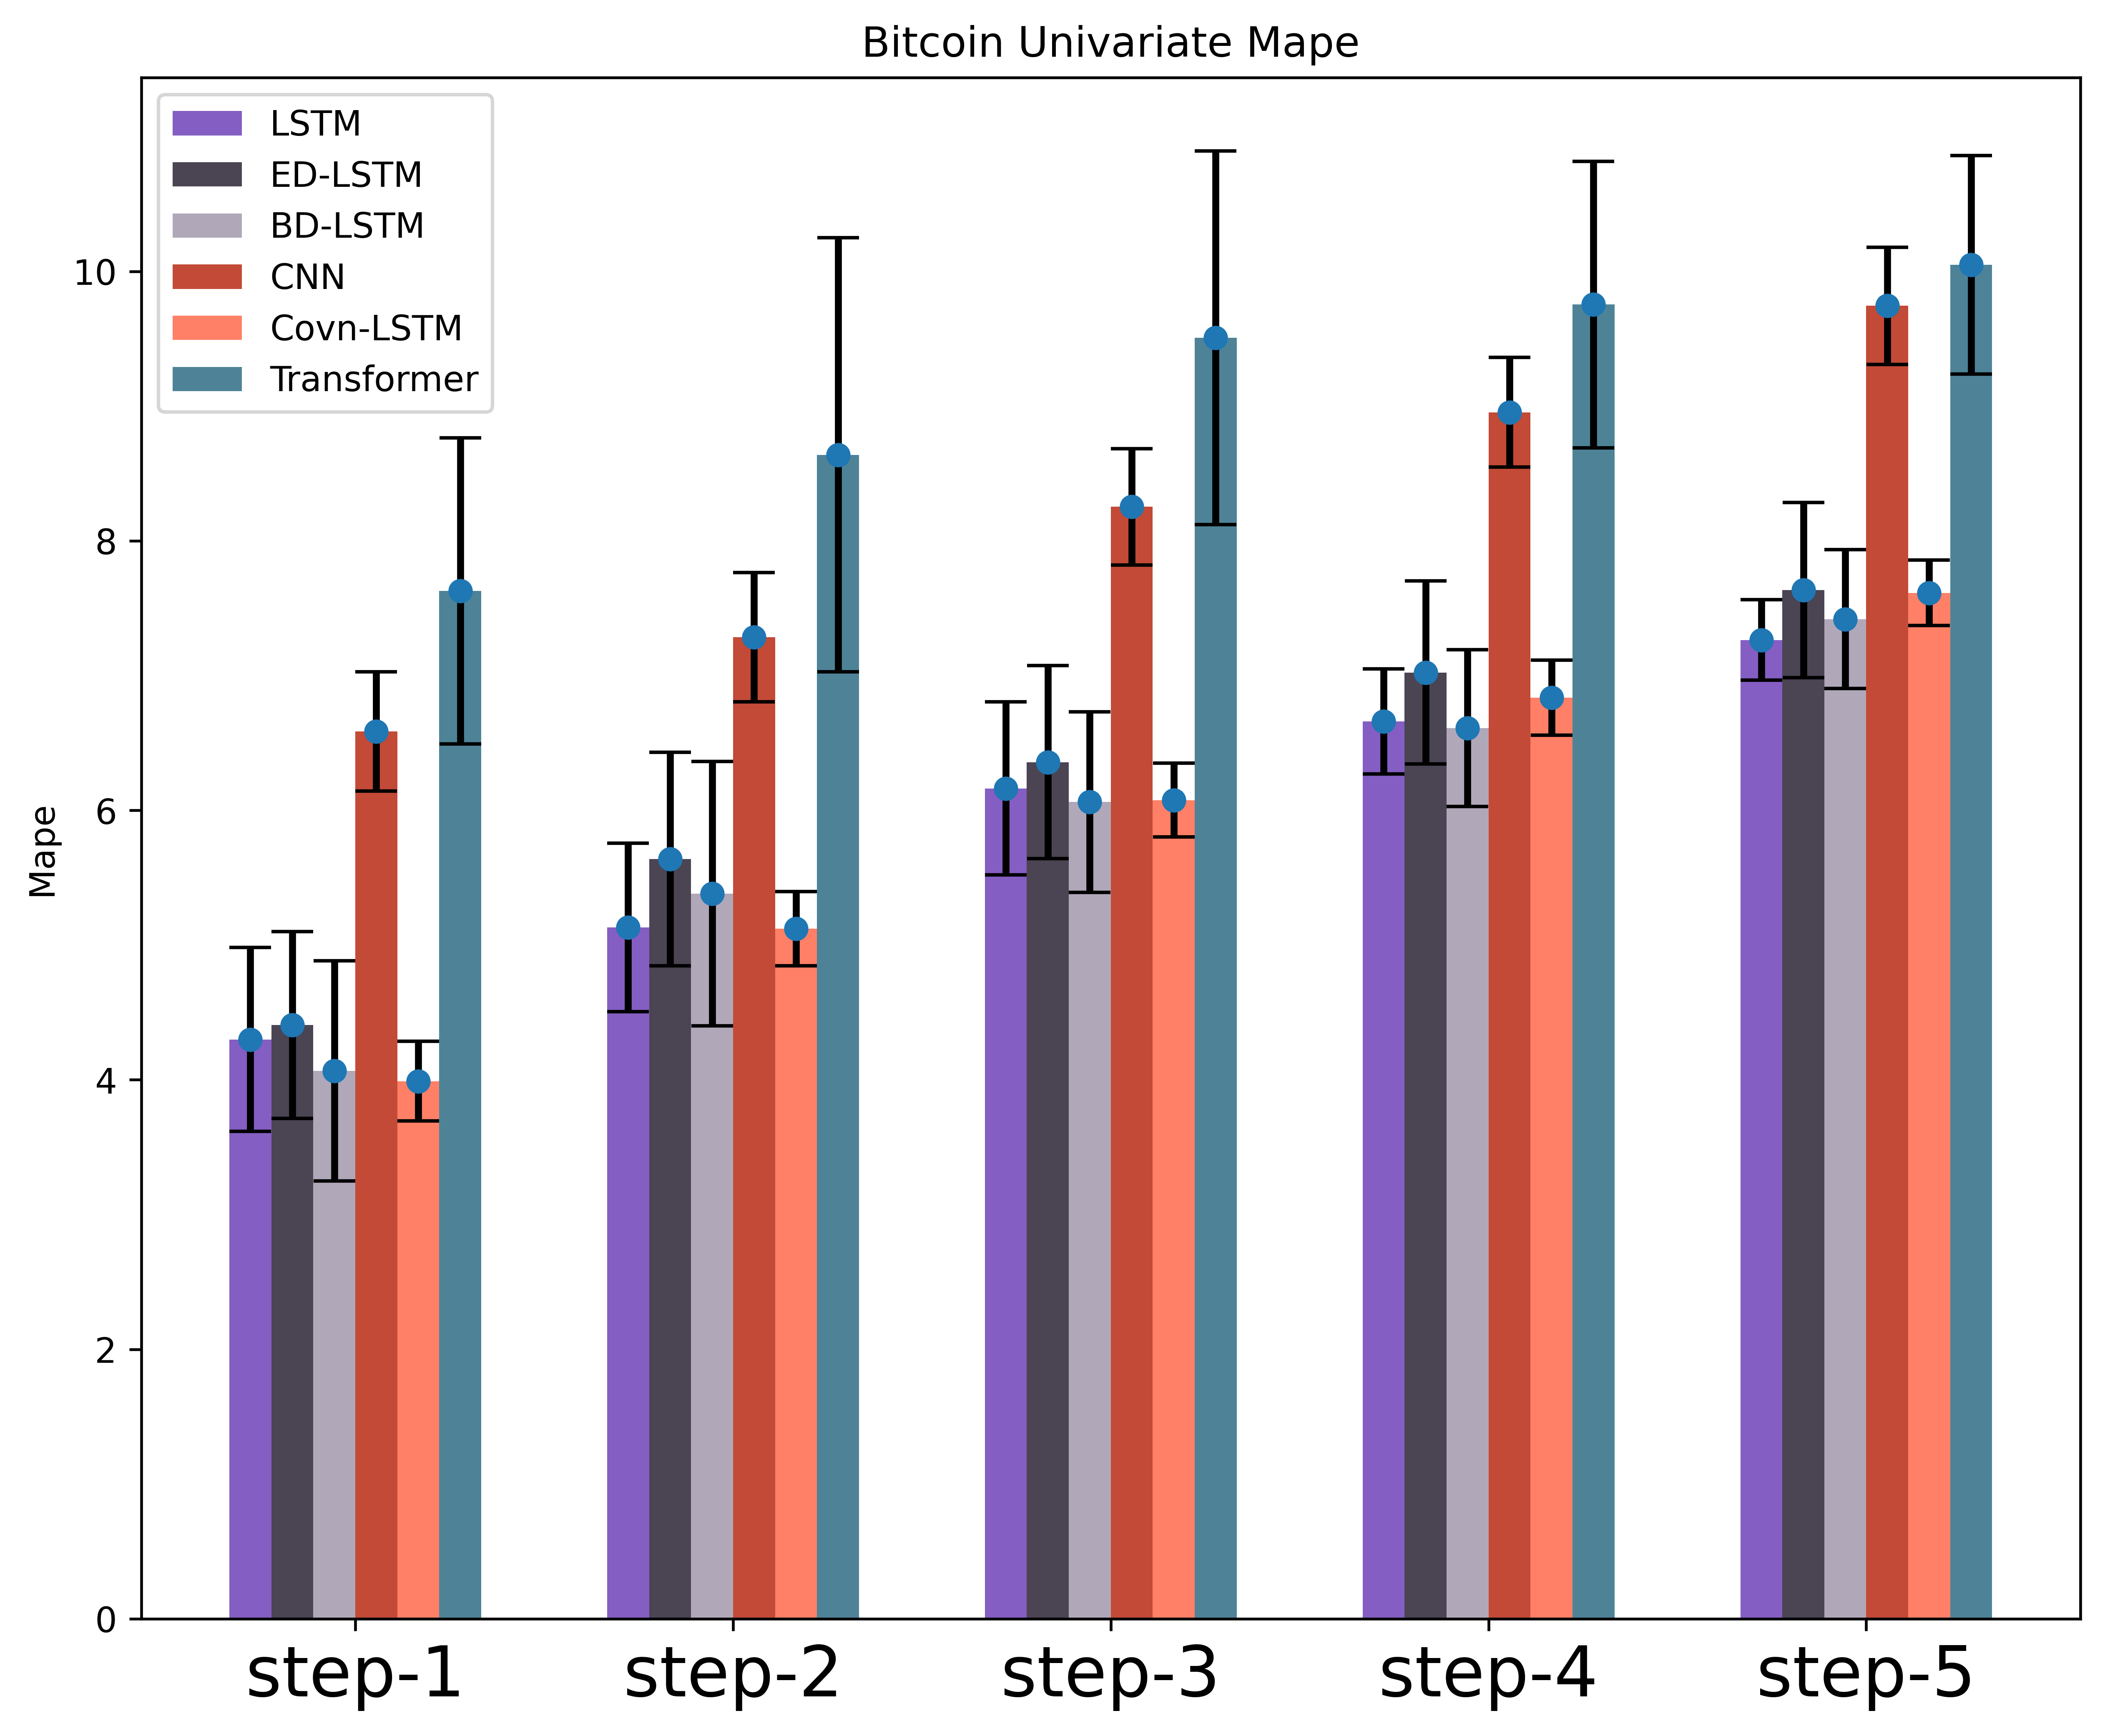 Bitcoin Univariate Mape
LSTM
ED-LSTM
BD-LSTM
CNN
Covn-LSTM
Transformer
10
8
6
4
2
0
Mape
step-1 step-2 step-3 step-4 step-5